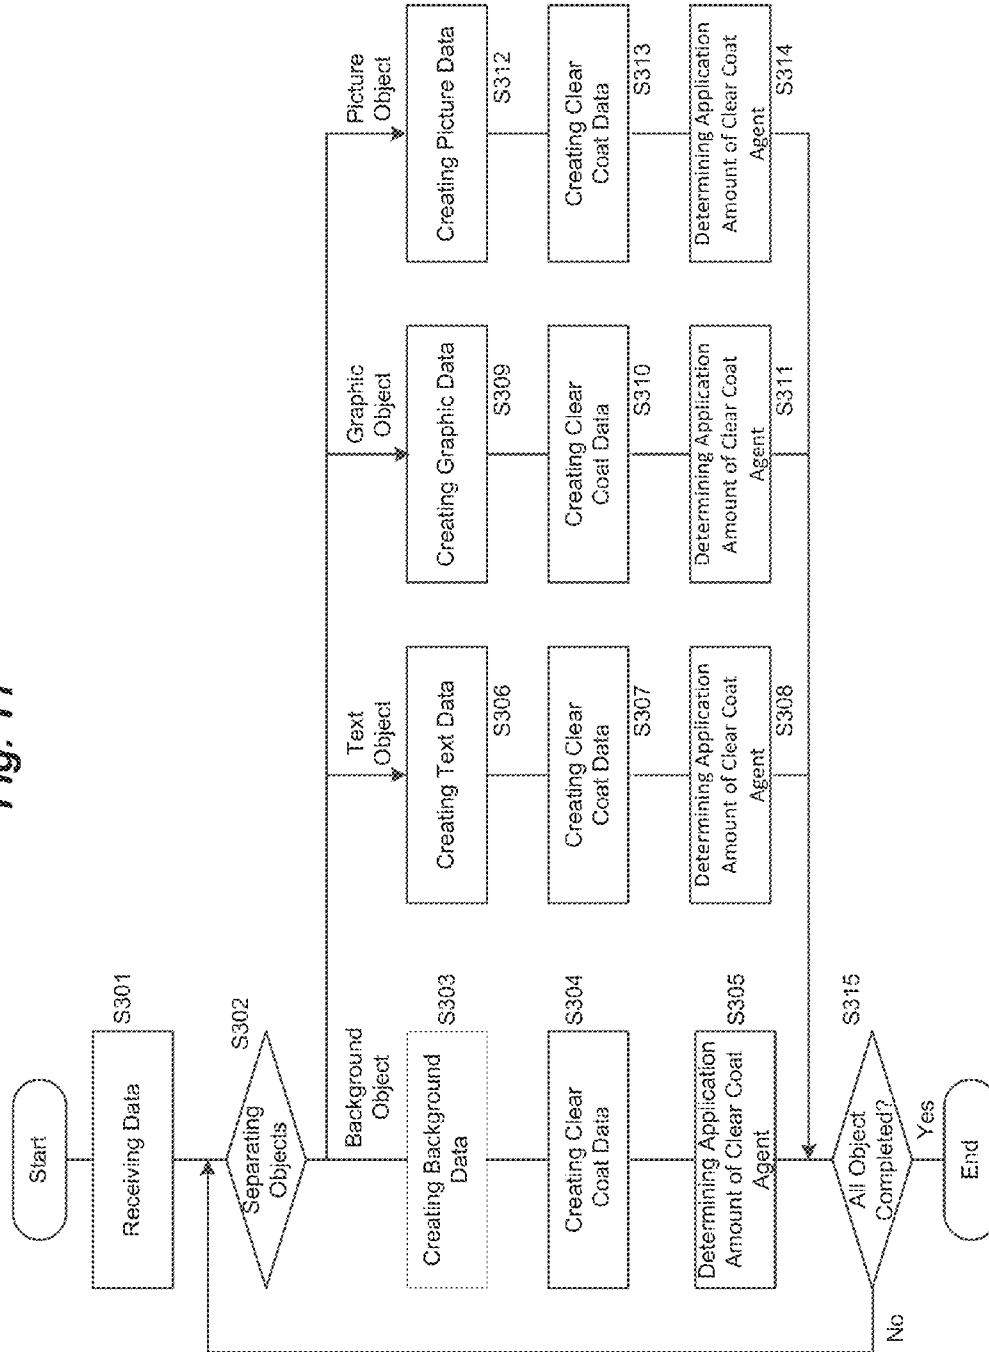 Fig. 11
Start
Receiving Data
S301
Separating
Objects
S302
Background
Object
Text
Object
Graphic
Object
Picture
Object
Creating Background
Data
S303
Creating Text Data
S306
Creating Graphic Data
S309
Creating Picture Data
S312
Creating Clear
Coat Data
S304
Creating Clear
Coat Data
S307
Creating Clear
Coat Data
S310
Creating Clear
Coat Data
S313
Determining Application
Amount of Clear Coat
Agent
S305
Determining Application
Amount of Clear Coat
Agent
S308
Determining Application
Amount of Clear Coat
Agent
S311
Determining Application
Amount of Clear Coat
Agent
S314
All Object
Completed?
S315
No
Yes
End